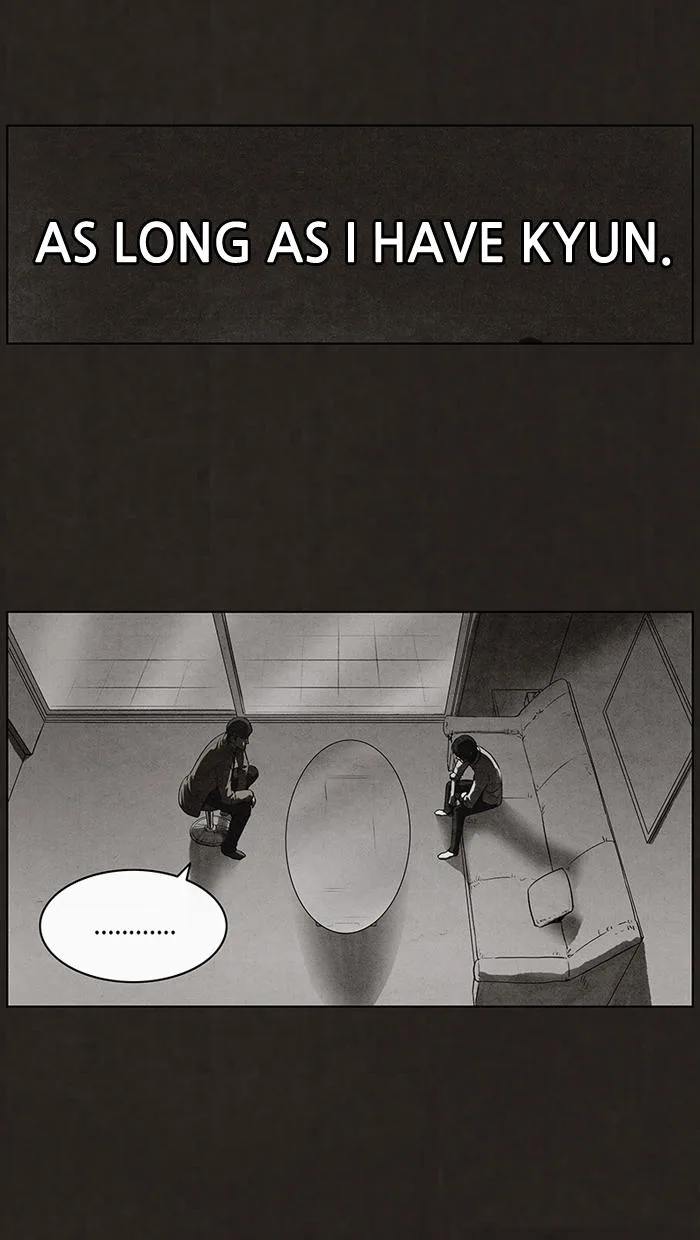 AS LONG AS I HAVE KYUN.
............